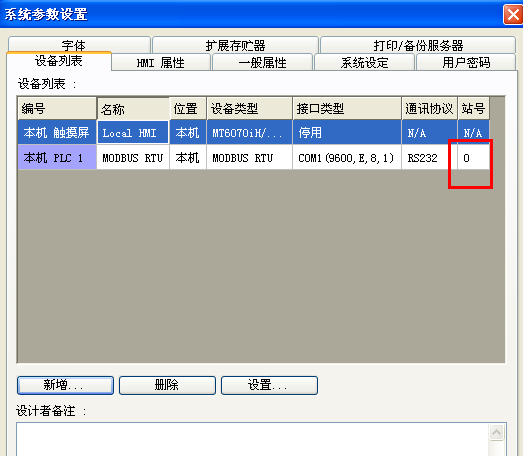 系统参数设置
字体 扩展存贮器 打印/备份服务器
设备列表 HMI 属性 一般属性 系统设定 用户密码
设备列表 :
编号 名称 位置 设备类型 接口类型 通讯协议 站号
本机 触摸屏 Local HMI 本机 MT6070iH/... 停用 N/A N/A
本机 PLC 1 MODBUS RTU 本机 MODBUS RTU COM1(9600,E,8,1) RS232 0
新增... 删除 设置...
设计者备注 :